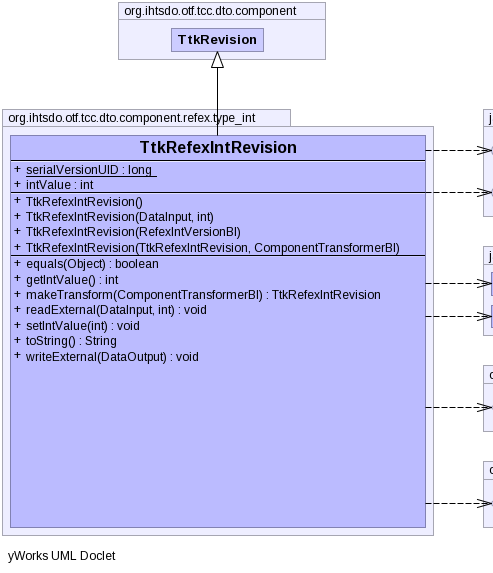 org.ihtsdo.otf.tcc.dto.component
TtkRevision
org.ihtsdo.otf.tcc.dto.component.refex.type_int
TtkRefexIntRevision
+ serialVersionUID : long
+ intValue : int
+ TtkRefexIntRevision()
+ TtkRefexIntRevision(DataInput, int)
+ TtkRefexIntRevision(RefexIntVersionBI)
+ TtkRefexIntRevision(TtkRefexIntRevision, ComponentTransformerBI)
+ equals(Object) : boolean
+ getIntValue() : int
+ makeTransform(ComponentTransformerBI) : TtkRefexIntRevision
+ readExternal(DataInput, int) : void
+ setIntValue(int) : void
+ toString() : String
+ writeExternal(DataOutput) : void
yWorks UML Doclet